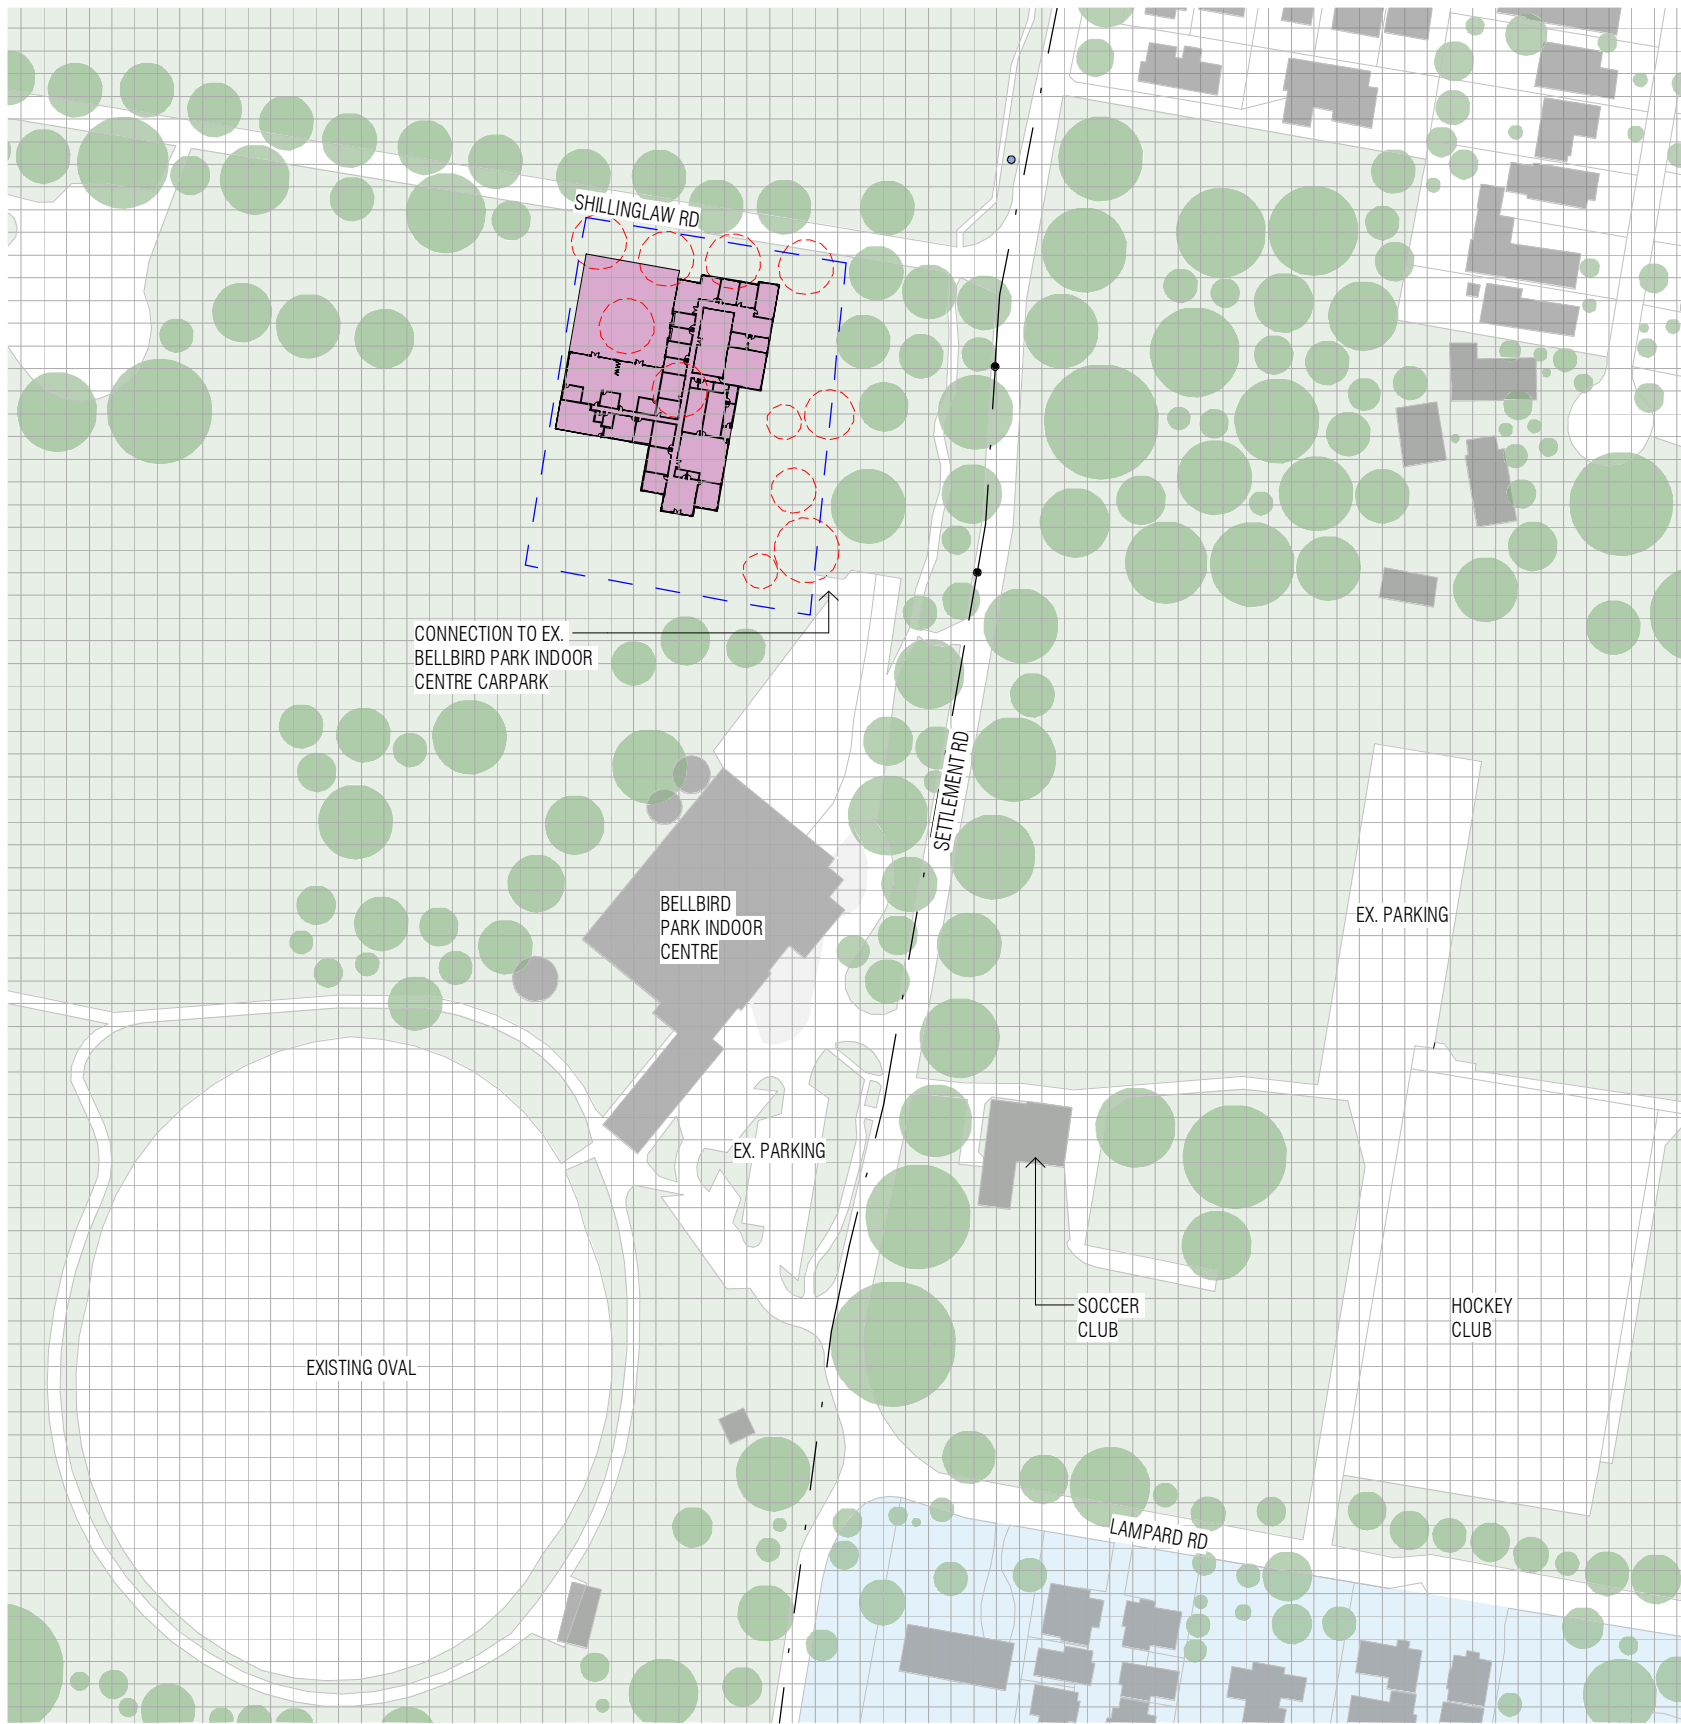 SHILLINGLAW RD
CONNECTION TO EX.
BELLBIRD PARK INDOOR
CENTRE CARPARK
SETTLEMENT RD
BELLBIRD
PARK INDOOR
CENTRE
EX. PARKING
EX. PARKING
SOCCER
CLUB
HOCKEY
CLUB
EXISTING OVAL
LAMPARD RD